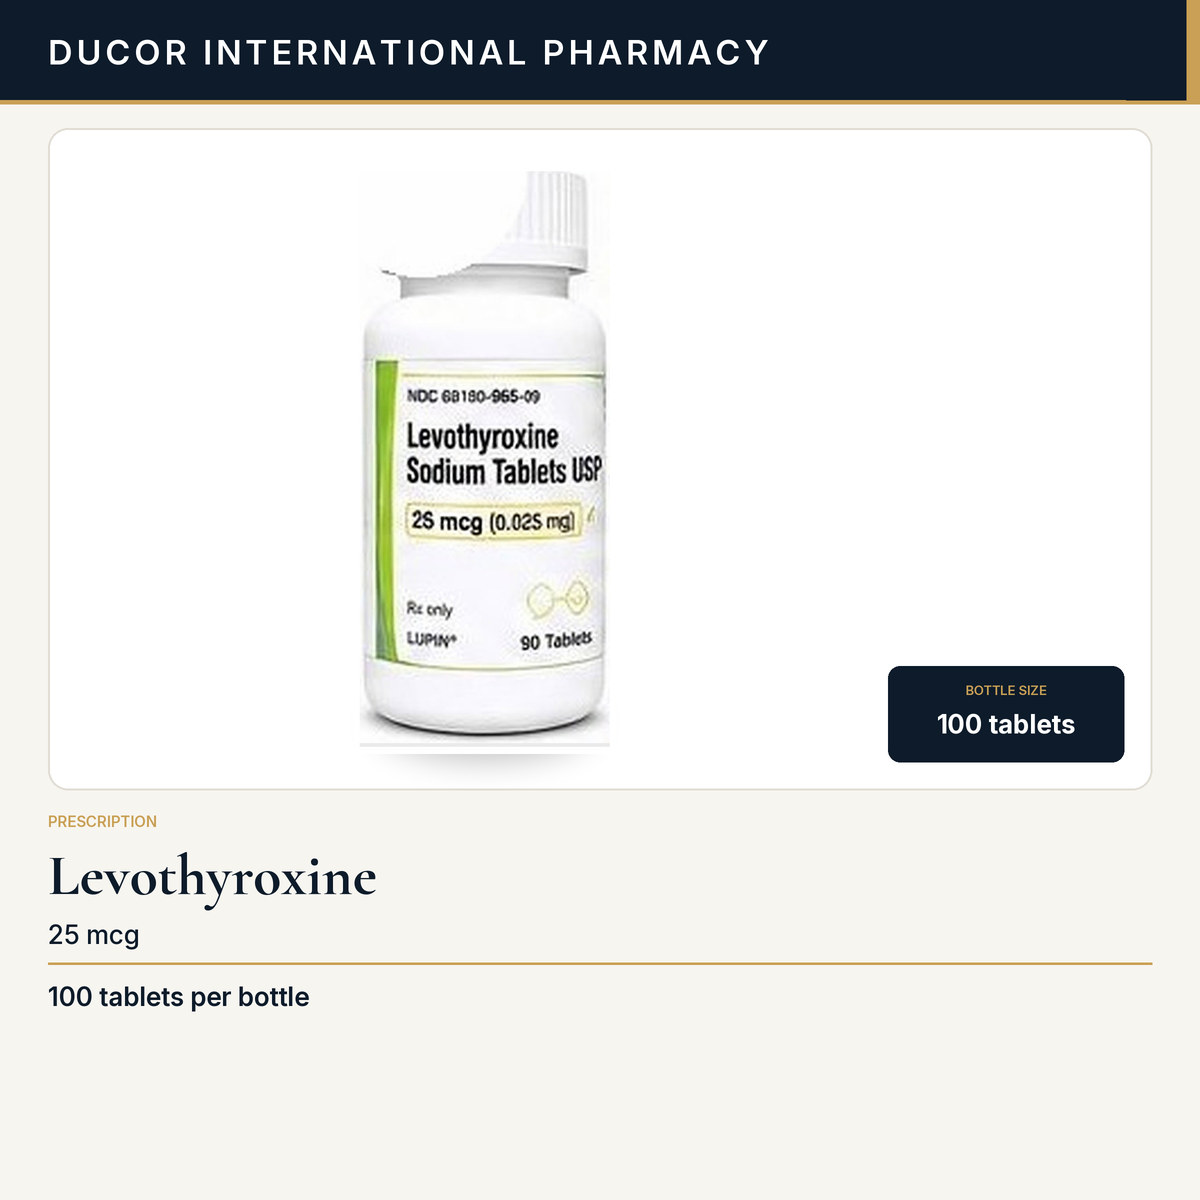 DUCOR INTERNATIONAL PHARMACY
NDC 68180-965-09
Levothyroxine
Sodium Tablets USP
25 mcg (0.025 mg)
Rx only
LUPIN®
90 Tablets
BOTTLE SIZE
100 tablets
PRESCRIPTION
Levothyroxine
25 mcg
100 tablets per bottle